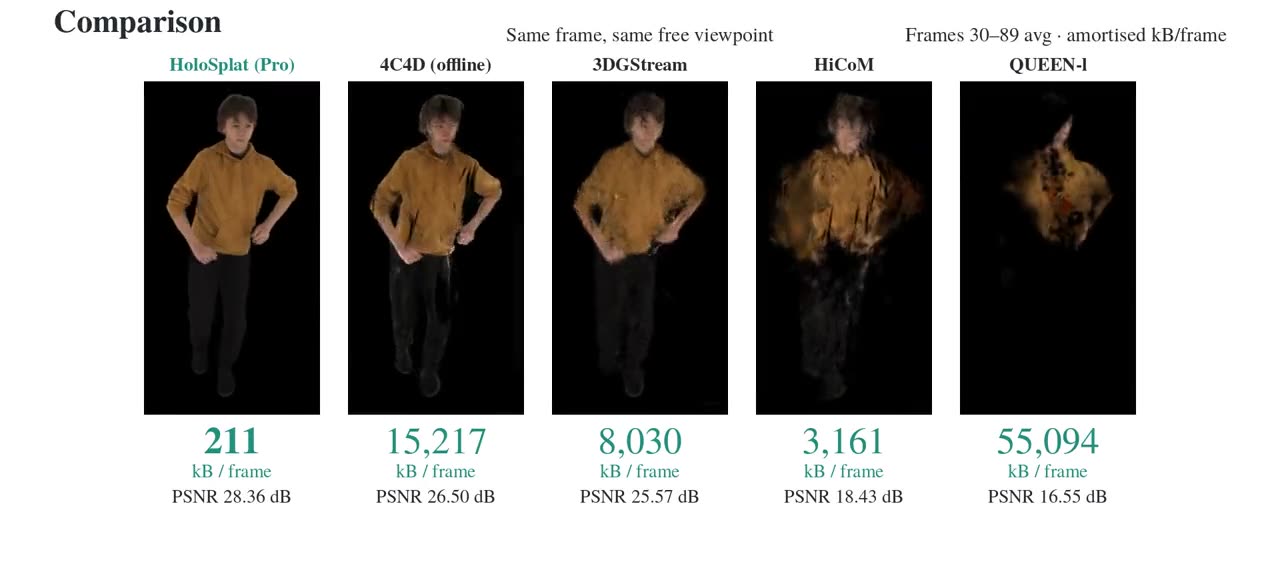 Comparison
Same frame, same free viewpoint
Frames 30–89 avg · amortised kB/frame
HoloSplat (Pro)
4C4D (offline)
3DGStream
HiCoM
QUEEN-l
211
15,217
8,030
3,161
55,094
kB / frame
kB / frame
kB / frame
kB / frame
kB / frame
PSNR 28.36 dB
PSNR 26.50 dB
PSNR 25.57 dB
PSNR 18.43 dB
PSNR 16.55 dB